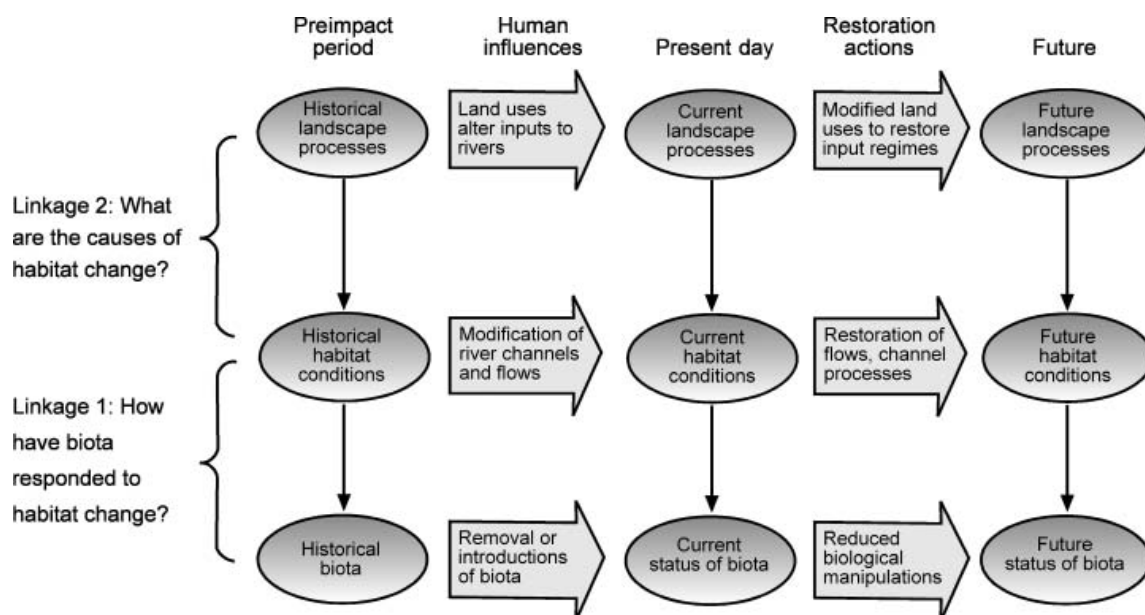 Preimpact
period
Human
influences
Present day
Restoration
actions
Future
Historical
landscape
processes
Land uses
alter inputs to
rivers
Current
landscape
processes
Modified land
uses to restore
input regimes
Future
landscape
processes
Linkage 2: What
are the causes of
habitat change?
Historical
habitat
conditions
Modification of
river channels
and flows
Current
habitat
conditions
Restoration of
flows, channel
processes
Future
habitat
conditions
Linkage 1: How
have biota
responded to
habitat change?
Historical
biota
Removal or
introductions
of biota
Current
status of biota
Reduced
biological
manipulations
Future
status of biota